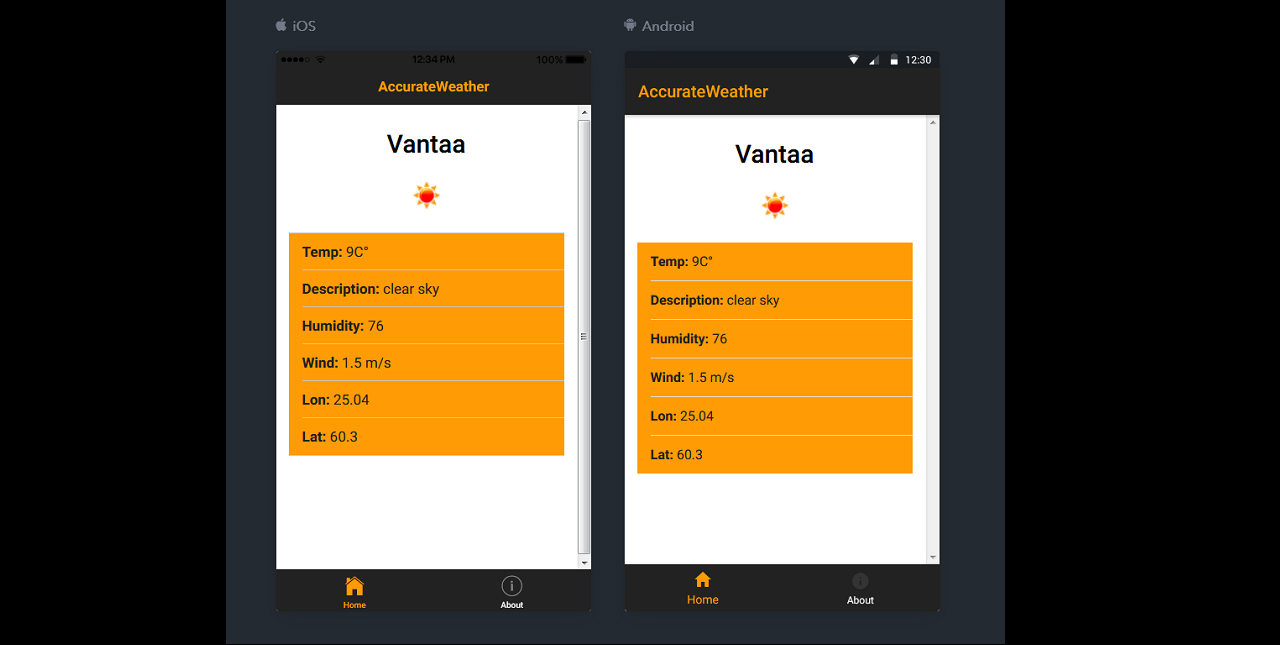 iOS
12:34 PM
100%
AccurateWeather
Vantaa
Temp: 9C°
Description: clear sky
Humidity: 76
Wind: 1.5 m/s
Lon: 25.04
Lat: 60.3
Home
About
Android
12:30
AccurateWeather
Vantaa
Temp: 9C°
Description: clear sky
Humidity: 76
Wind: 1.5 m/s
Lon: 25.04
Lat: 60.3
Home
About